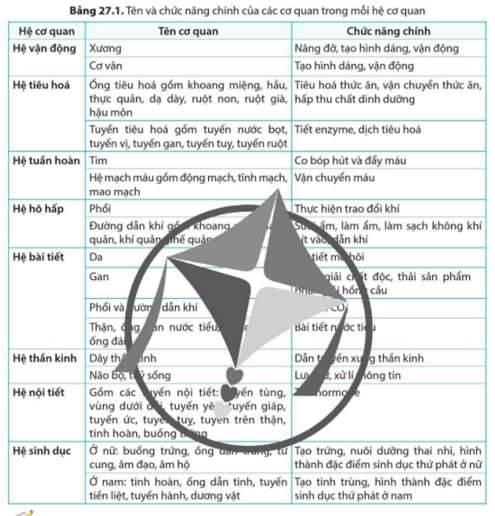 Bảng 27.1. Tên và chức năng chính của các cơ quan trong mỗi hệ cơ quan
Hệ cơ quan Tên cơ quan Chức năng chính
Hệ vận động Xương Nâng đỡ, tạo hình dáng, vận động
Cơ vân Tạo hình dáng, vận động
Hệ tiêu hoá Ống tiêu hoá gồm khoang miệng, hầu, Tiêu hoá thức ăn, vận chuyển thức ăn,
thực quản, dạ dày, ruột non, ruột già, hấp thu chất dinh dưỡng
hậu môn
Tuyến tiêu hoá gồm tuyến nước bọt, Tiết enzyme, dịch tiêu hoá
tuyến vị, tuyến gan, tuyến tuỵ, tuyến ruột
Hệ tuần hoàn Tim Co bóp hút và đẩy máu
Hệ mạch máu gồm động mạch, tĩnh mạch, Vận chuyển máu
mao mạch
Hệ hô hấp Phổi Thực hiện trao đổi khí
Đường dẫn khí gồm khoang ẩm, làm ấm, làm sạch không khí
quản, khí quản, phế quản dẫn khí
Hệ bài tiết Da tiết mồ hôi
Gan giải chất độc, thải sản phẩm
hồng cầu
Phổi và đường dẫn khí CO
Thận, ống dẫn nước tiểu, Bài tiết nước tiểu
ống đái
Hệ thần kinh Dây thần kinh Dẫn truyền xung thần kinh
Não bộ, tuỷ sống Lưu trữ, xử lí thông tin
Hệ nội tiết Gồm các tuyến nội tiết: tuyến tùng, hormone
vùng dưới đồi, tuyến yên, tuyến giáp,
tuyến ức, tuyến tuỵ, tuyến trên thận,
tinh hoàn, buồng trứng
Hệ sinh dục Ở nữ: buồng trứng, ống dẫn trứng, tử Tạo trứng, nuôi dưỡng thai nhi, hình
cung, âm đạo, âm hộ thành đặc điểm sinh dục thứ phát ở nữ
Ở nam: tinh hoàn, ống dẫn tinh, tuyến Tạo tinh trùng, hình thành đặc điểm
tiền liệt, tuyến hành, dương vật sinh dục thứ phát ở nam